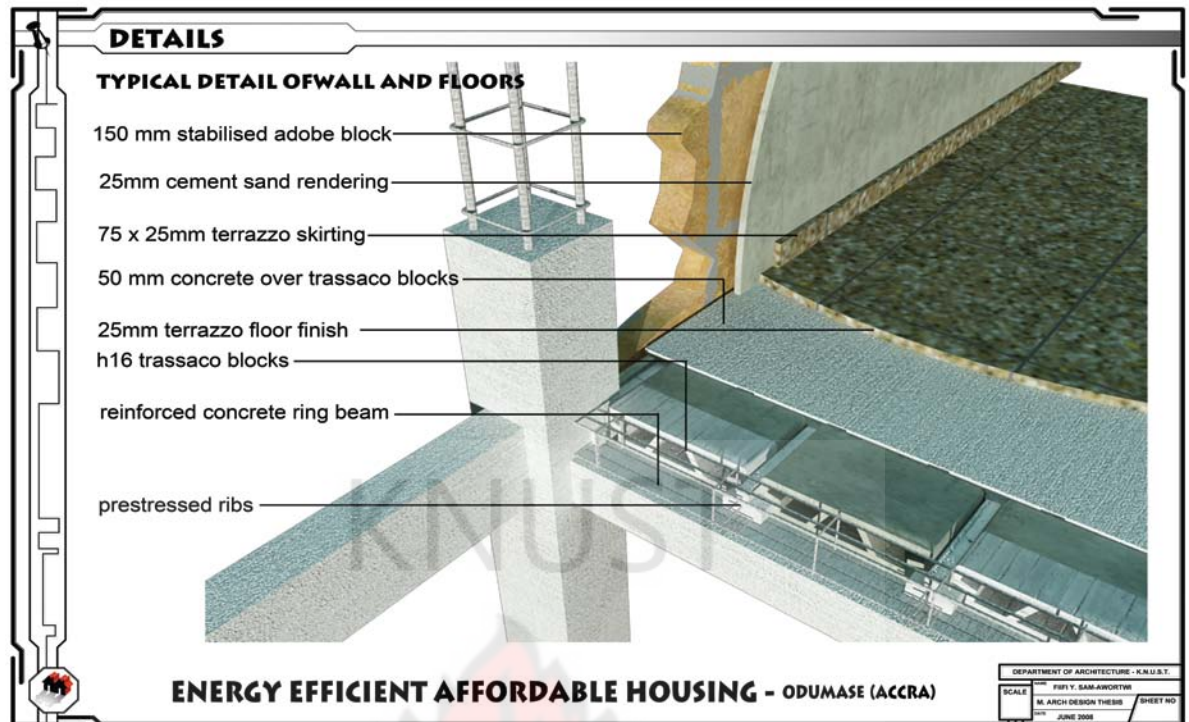 DETAILS
TYPICAL DETAIL OFWALL AND FLOORS
150 mm stabilised adobe block
25mm cement sand rendering
75 x 25mm terrazzo skirting
50 mm concrete over trassaco blocks
25mm terrazzo floor finish
h16 trassaco blocks
reinforced concrete ring beam
prestressed ribs
KNUST
ENERGY EFFICIENT AFFORDABLE HOUSING - ODUMASE (ACCRA)
DEPARTMENT OF ARCHITECTURE - K.N.U.S.T.
SCALE
NAME
FIIFI Y. SAM-AWORTWI
M. ARCH DESIGN THESIS
SHEET NO
DATE
JUNE 2008